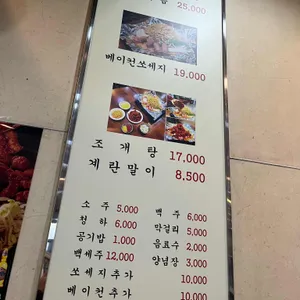 25,000
베이컨쏘세지 19,000
조개탕 17,000
계란말이 8,500
소주 5,000 맥주 6,000
청하 6,000 막걸리 5,000
공기밥 1,000 음료수 2,000
백세주 12,000 양념장 3,000
쏘세지추가 10,000
베이컨추가 10,000